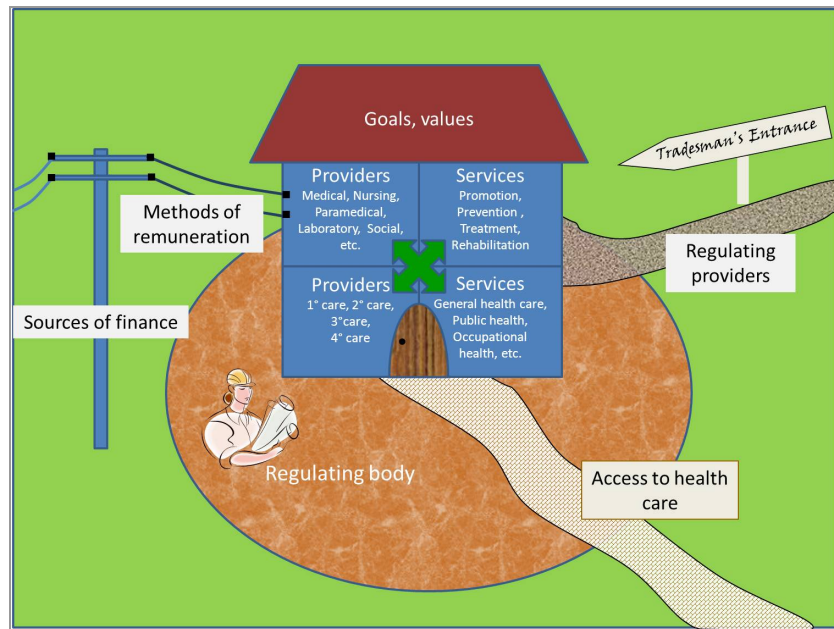 Goals, values
Tradesman's Entrance
Providers
Medical, Nursing,
Paramedical,
Laboratory, Social,
etc.
Services
Promotion,
Prevention ,
Treatment,
Rehabilitation
Methods of
remuneration
Regulating
providers
Providers
1° care, 2° care,
3°care,
4° care
Services
General health care,
Public health,
Occupational
health, etc.
Sources of finance
Regulating body
Access to health
care